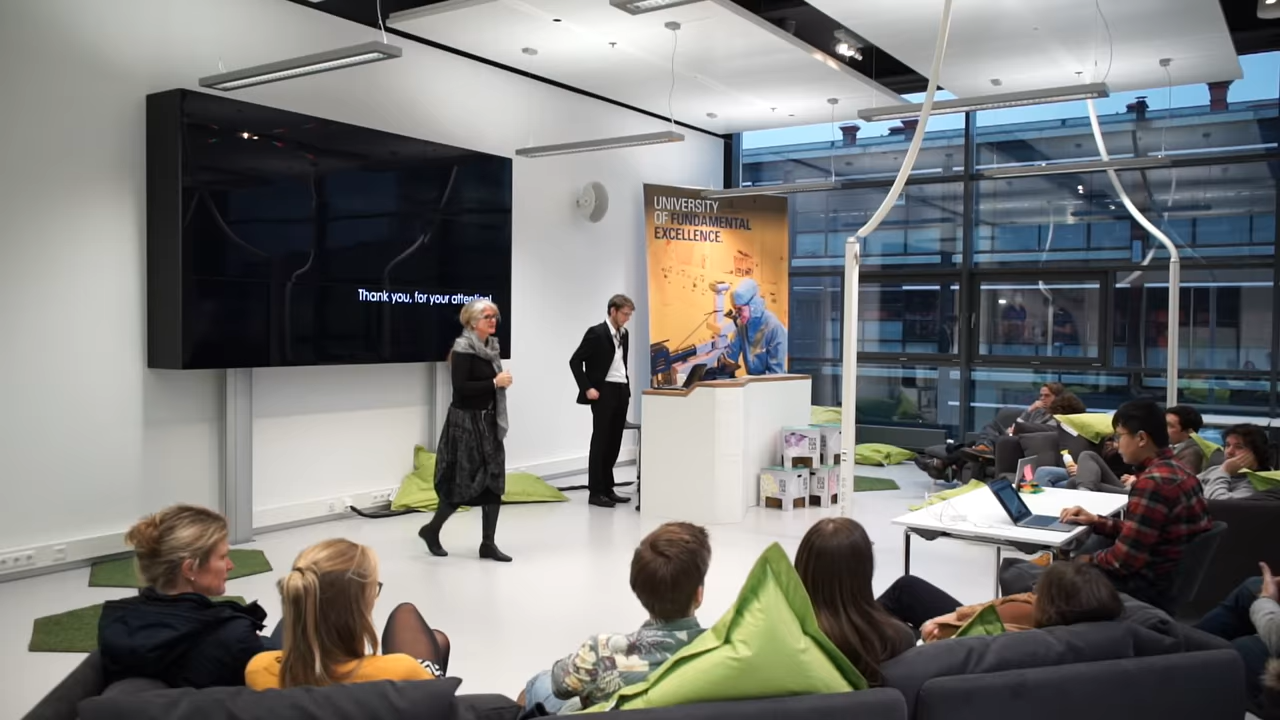 UNIVERSITY
OF FUNDAMENTAL
EXCELLENCE.
Thank you, for your attention!